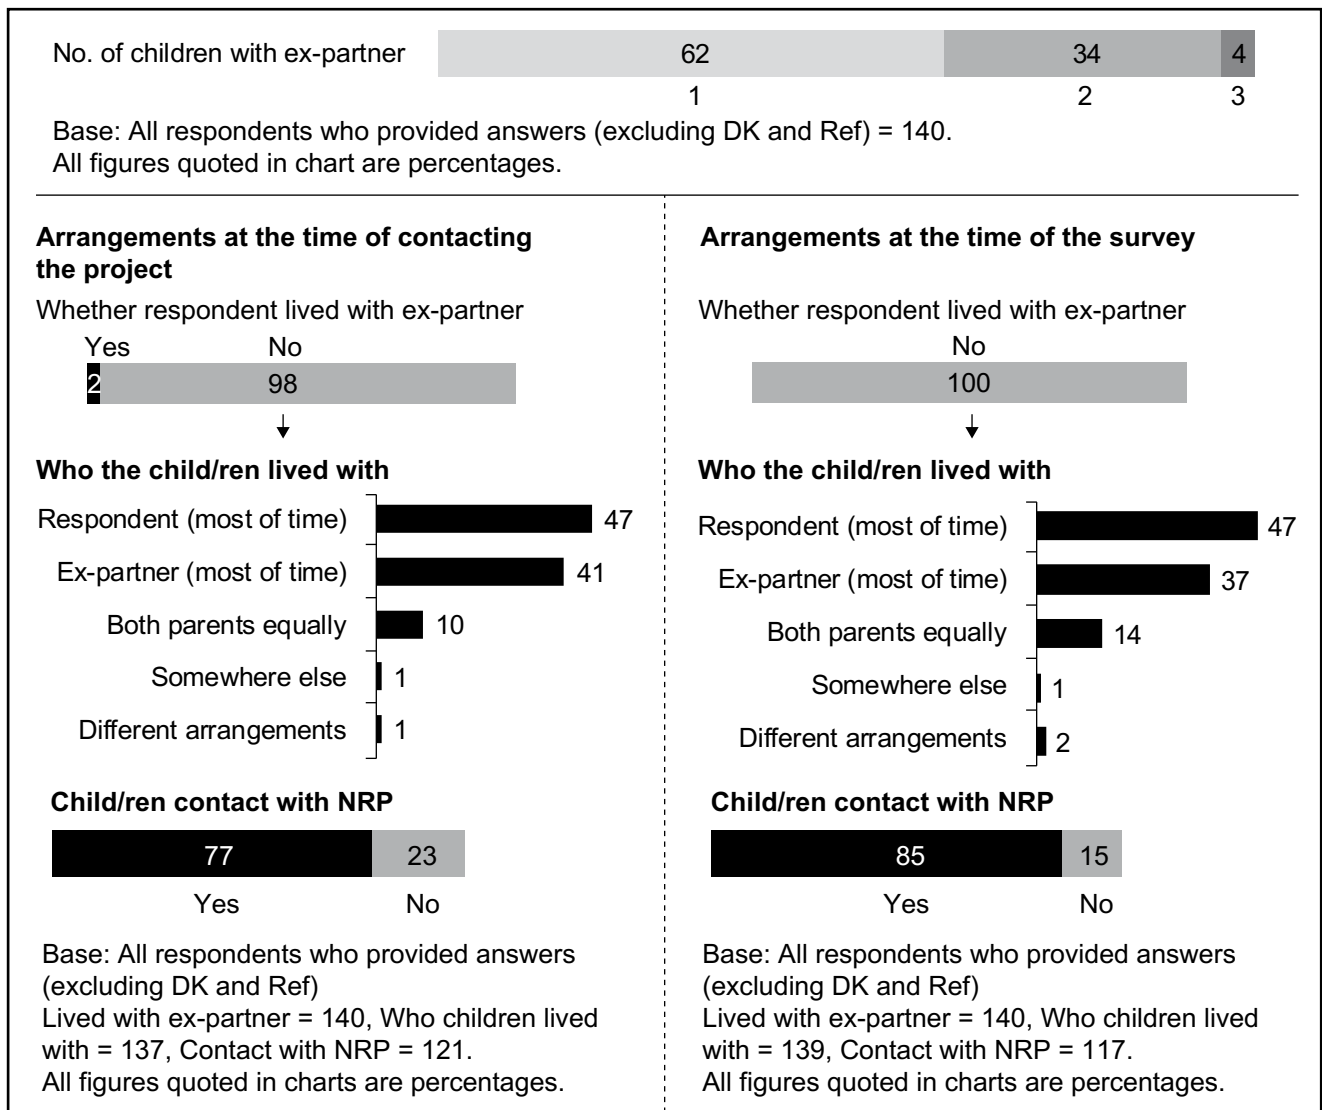 No. of children with ex-partner
62 34 4
1 2 3
Base: All respondents who provided answers (excluding DK and Ref) = 140.
All figures quoted in chart are percentages.
Arrangements at the time of contacting
the project
Whether respondent lived with ex-partner
Yes No
2 98
Who the child/ren lived with
Respondent (most of time) 47
Ex-partner (most of time) 41
Both parents equally 10
Somewhere else 1
Different arrangements 1
Child/ren contact with NRP
77 23
Yes No
Base: All respondents who provided answers
(excluding DK and Ref)
Lived with ex-partner = 140, Who children lived
with = 137, Contact with NRP = 121.
All figures quoted in charts are percentages.
Arrangements at the time of the survey
Whether respondent lived with ex-partner
No
100
Who the child/ren lived with
Respondent (most of time) 47
Ex-partner (most of time) 37
Both parents equally 14
Somewhere else 1
Different arrangements 2
Child/ren contact with NRP
85 15
Yes No
Base: All respondents who provided answers
(excluding DK and Ref)
Lived with ex-partner = 140, Who children lived
with = 139, Contact with NRP = 117.
All figures quoted in charts are percentages.